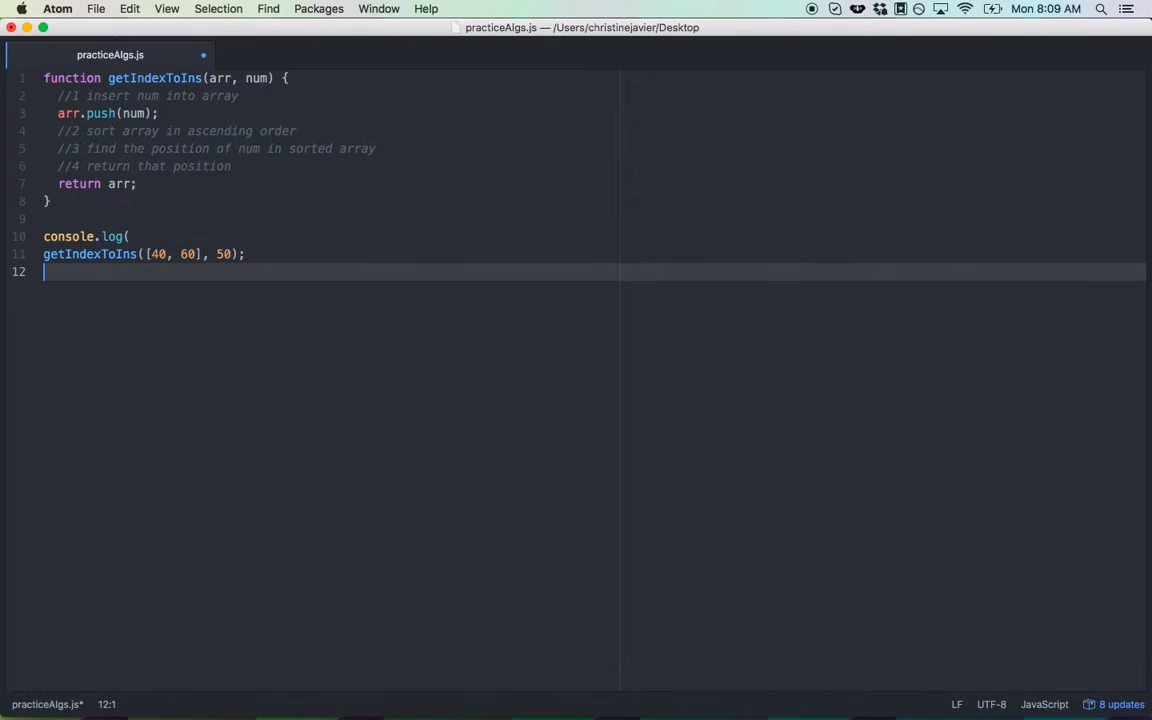 Atom File Edit View Selection Find Packages Window Help Mon 8:09 AM
practiceAlgs.js — /Users/christinejavier/Desktop
practiceAlgs.js
1 function getIndexToIns(arr, num) {
2 //1 insert num into array
3 arr.push(num);
4 //2 sort array in ascending order
5 //3 find the position of num in sorted array
6 //4 return that position
7 return arr;
8 }
9
10 console.log(
11 getIndexToIns([40, 60], 50);
12
practiceAlgs.js* 12:1 LF UTF-8 JavaScript 8 updates